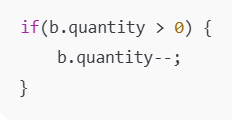 if(b.quantity > 0) {
    b.quantity--;
}